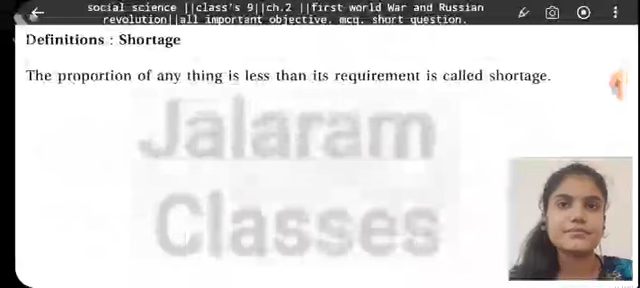 social science ||class's 9||ch.2 ||first world War and Russian
revolution||all important objective. mcq. short question.
Definitions : Shortage
The proportion of any thing is less than its requirement is called shortage.
Jalaram
Classes